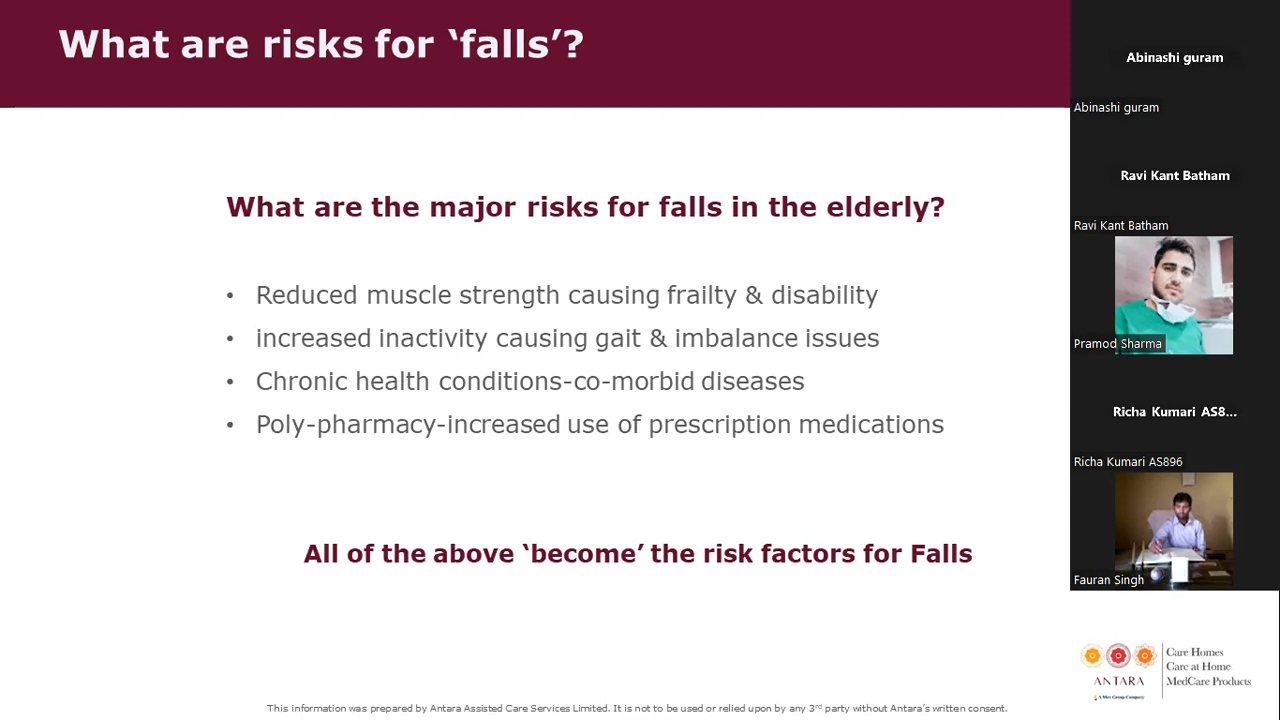 What are risks for ‘falls’?
What are the major risks for falls in the elderly?
• Reduced muscle strength causing frailty & disability
• increased inactivity causing gait & imbalance issues
• Chronic health conditions-co-morbid diseases
• Poly-pharmacy-increased use of prescription medications
All of the above ‘become’ the risk factors for Falls
This information was prepared by Antara Assisted Care Services Limited. It is not to be used or relied upon by any 3rd party without Antara’s written consent.
Abinashi guram
Abinashi guram
Ravi Kant Batham
Ravi Kant Batham
Pramod Sharma
Richa Kumari AS8...
Richa Kumari AS896
Fauran Singh
ANTARA
A Max Group Company
Care Homes
Care at Home
MedCare Products